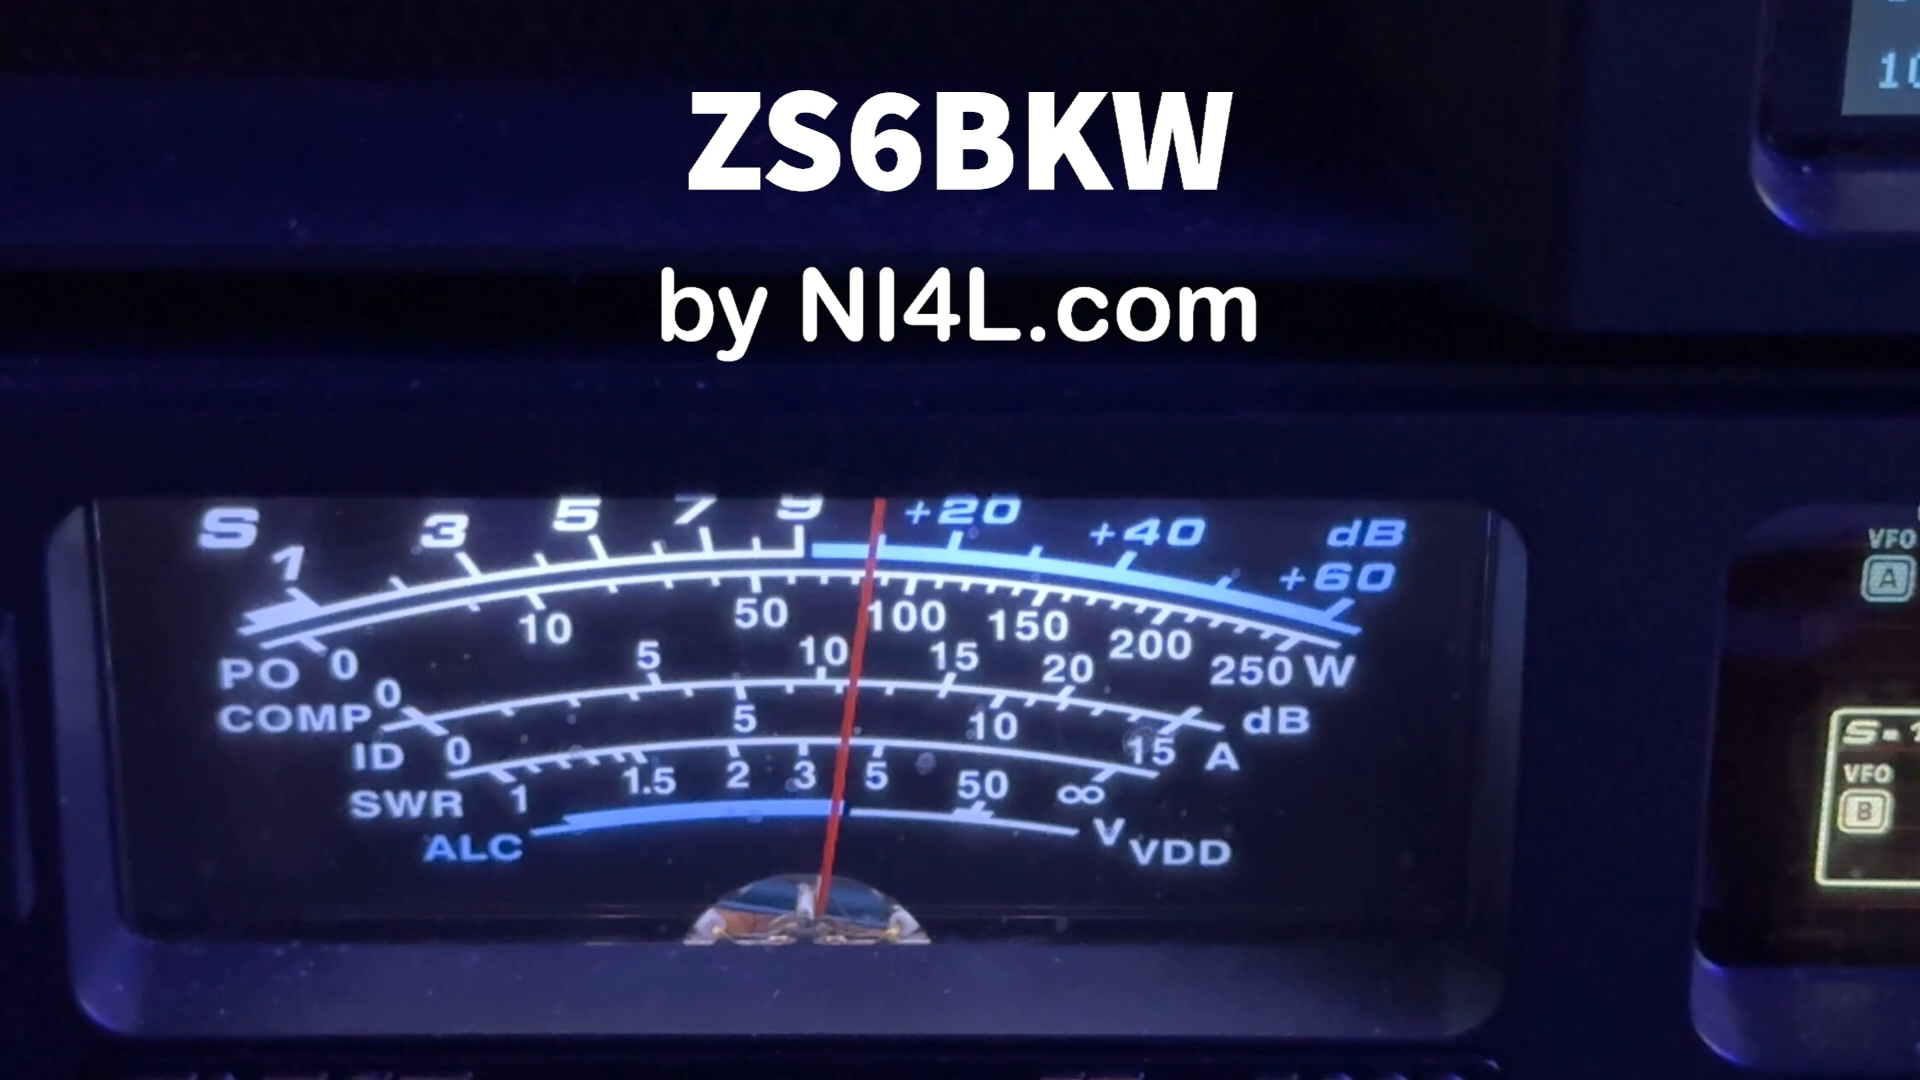 ZS6BKW
by NI4L.com
10
S 1 3 5 7 9 +20 +40 +60 dB
PO 0 10 50 100 150 200 250 W
COMP 0 5 10 15 20 dB
ID 0 5 10 15 A
SWR 1 1.5 2 3 5 50 ∞
ALC V VDD
VFO
A
S
VFO
B